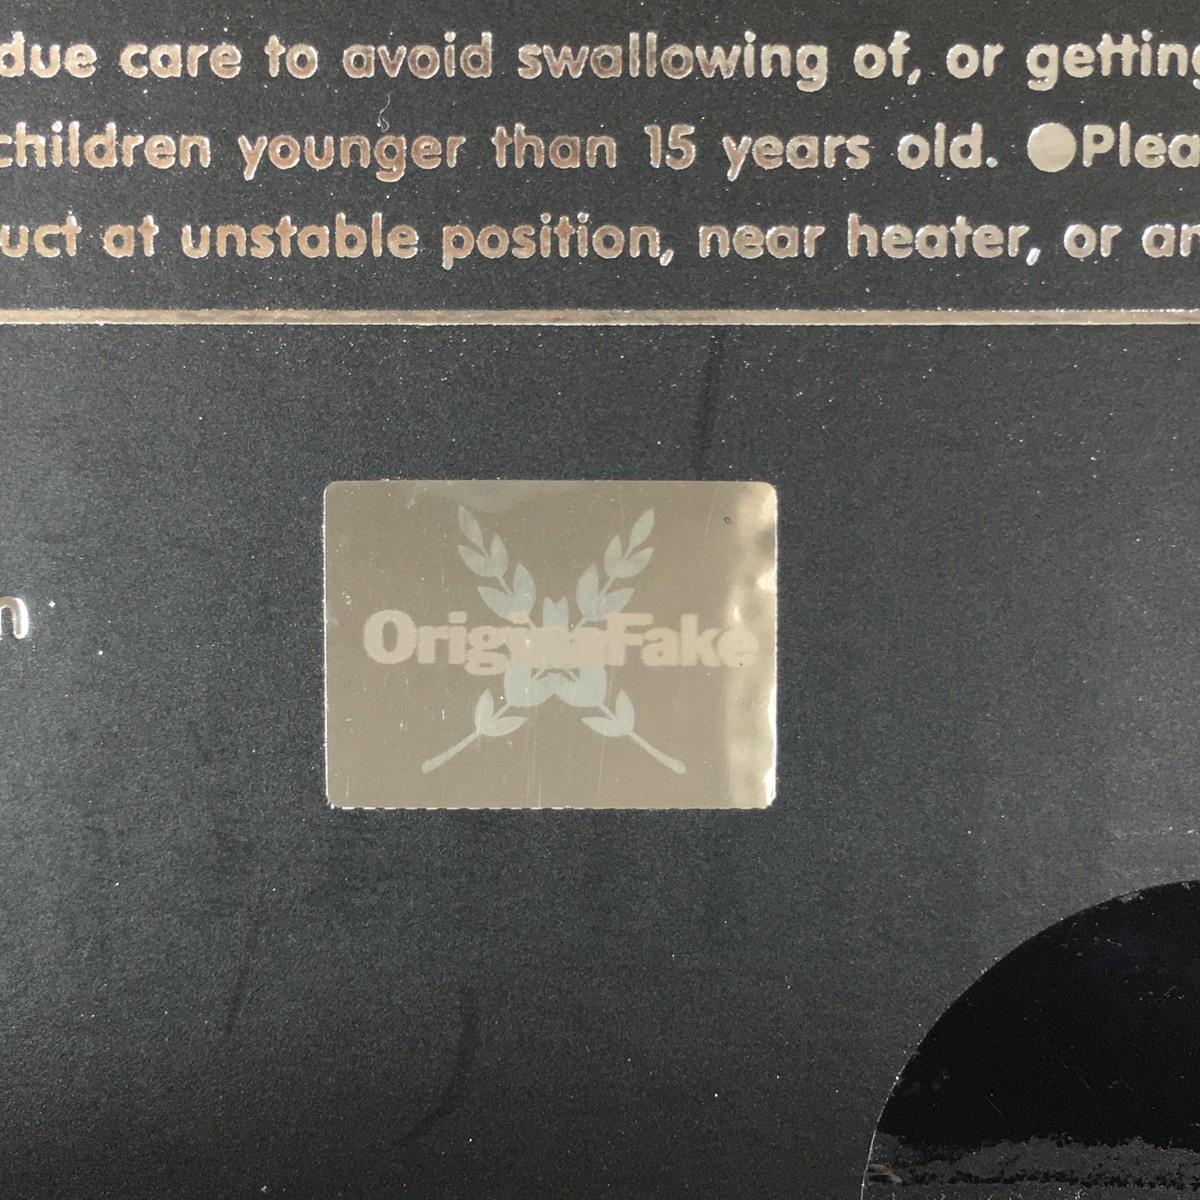 due care to avoid swallowing of, or getting
children younger than 15 years old. ●Plea
uct at unstable position, near heater, or an
n
OriginalFake